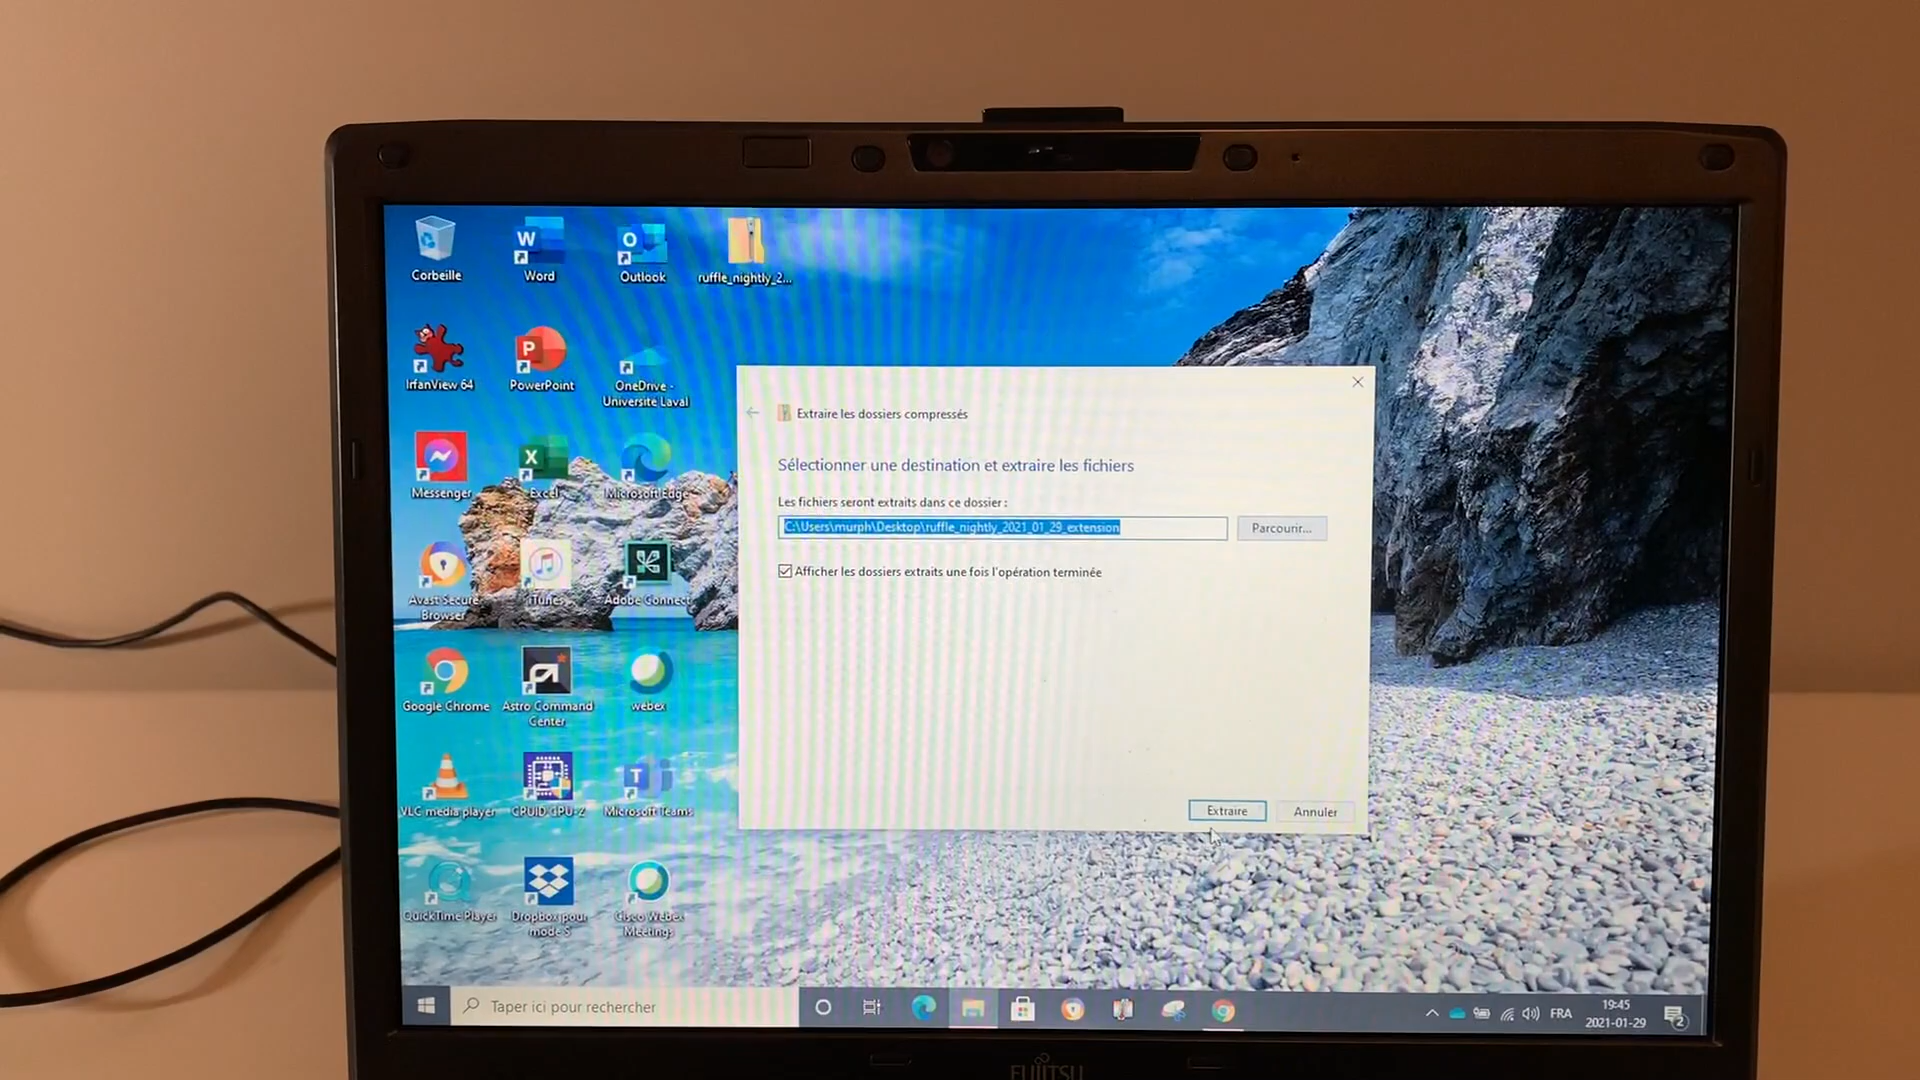 Corbeille
Word
Outlook
ruffle_nightly_2...
IrfanView 64
PowerPoint
OneDrive -
Université Laval
Messenger
Excel
Microsoft Edge
Avast Secure
Browser
iTunes
Adobe Connect
Google Chrome
Astro Command
Center
webex
VLC media player
CPUID CPU-Z
Microsoft Teams
QuickTime Player
Dropbox pour
mode S
Cisco Webex
Meetings
Extraire les dossiers compressés
Sélectionner une destination et extraire les fichiers
Les fichiers seront extraits dans ce dossier :
C:\Users\murph\Desktop\ruffle_nightly_2021_01_29_extension
Parcourir...
Afficher les dossiers extraits une fois l'opération terminée
Extraire
Annuler
Taper ici pour rechercher
FRA
19:45
2021-01-29
2
FUJITSU